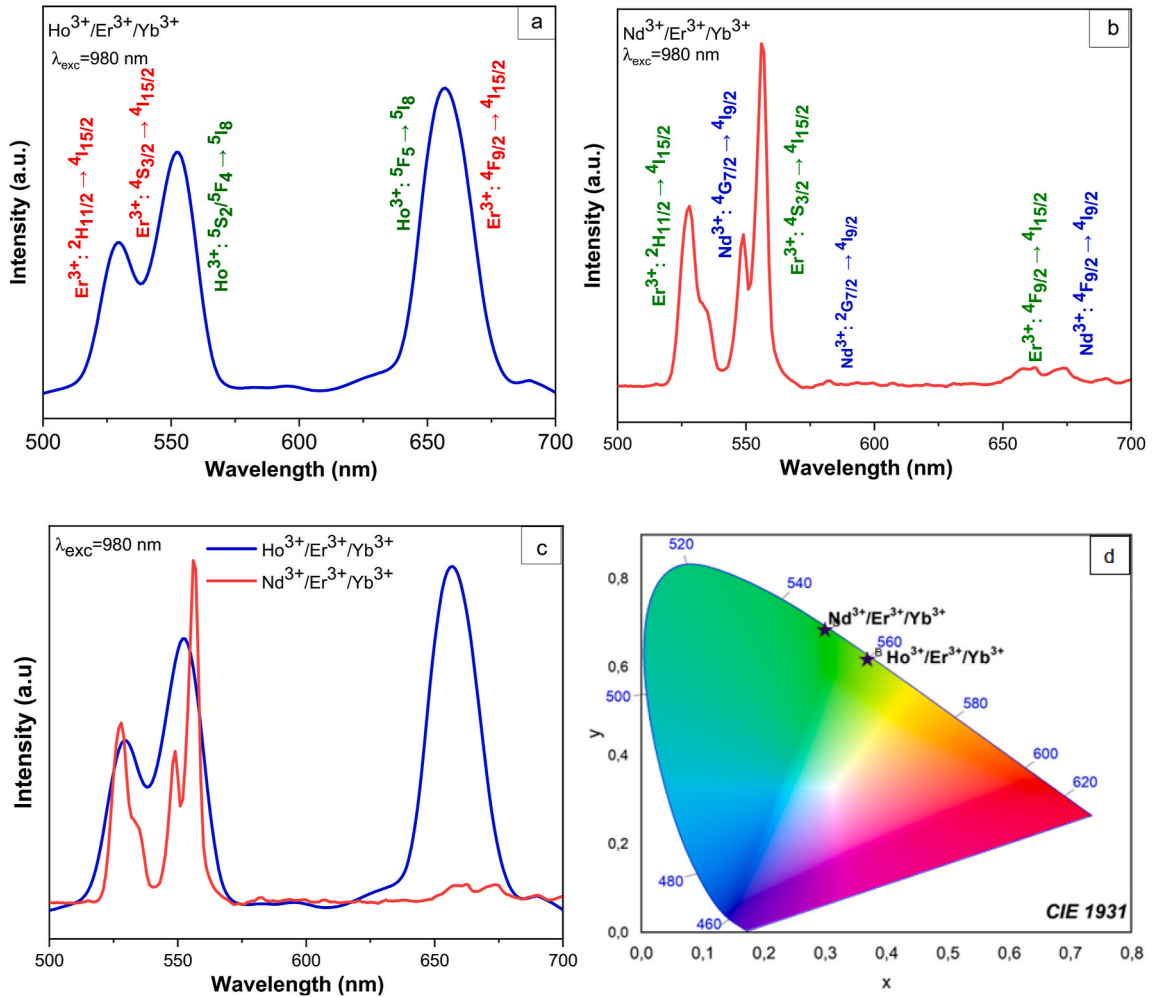 Ho3+/Er3+/Yb3+
λexc=980 nm
a
Er3+: 2H11/2 → 4I15/2
Er3+: 4S3/2 → 4I15/2
Ho3+: 5S2/5F4 → 5I8
Ho3+: 5F5 → 5I8
Er3+: 4F9/2 → 4I15/2
Intensity (a.u.)
500 550 600 650 700
Wavelength (nm)
Nd3+/Er3+/Yb3+
λexc=980 nm
b
Er3+: 2H11/2 → 4I15/2
Nd3+: 4G7/2 → 4I9/2
Er3+: 4S3/2 → 4I15/2
Nd3+: 2G7/2 → 4I9/2
Er3+: 4F9/2 → 4I15/2
Nd3+: 4F9/2 → 4I9/2
Intensity (a.u.)
500 550 600 650 700
Wavelength (nm)
λexc=980 nm
c
Ho3+/Er3+/Yb3+
Nd3+/Er3+/Yb3+
Intensity (a.u)
500 550 600 650 700
Wavelength (nm)
d
520
540
Nd3+/Er3+/Yb3+
560
B Ho3+/Er3+/Yb3+
500
580
600
620
480
460
CIE 1931
y
0,8
0,6
0,4
0,2
0,0
0,0 0,1 0,2 0,3 0,4 0,5 0,6 0,7 0,8
x